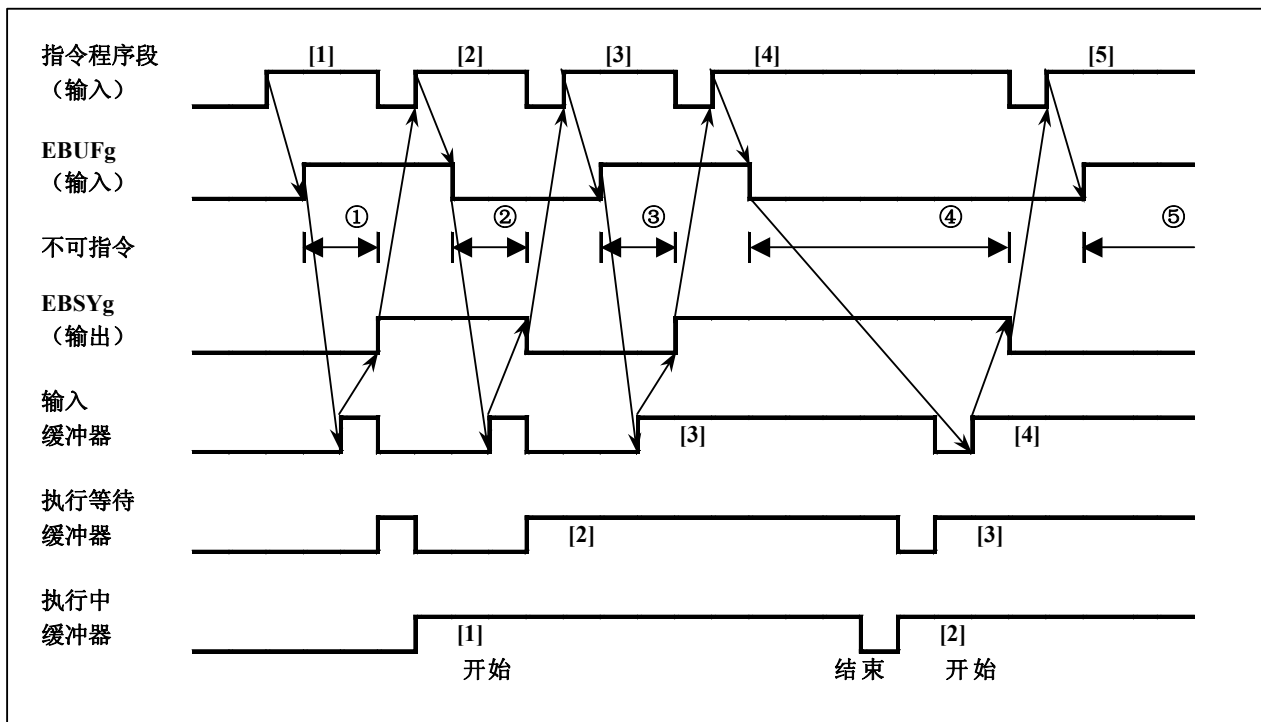 指令程序段
（输入）
[1] [2] [3] [4] [5]
EBUFg
（输入）
① ② ③ ④ ⑤
不可指令
EBSYg
（输出）
输入
缓冲器
[3] [4]
执行等待
缓冲器
[2] [3]
执行中
缓冲器
[1] [2]
开始 结束 开始